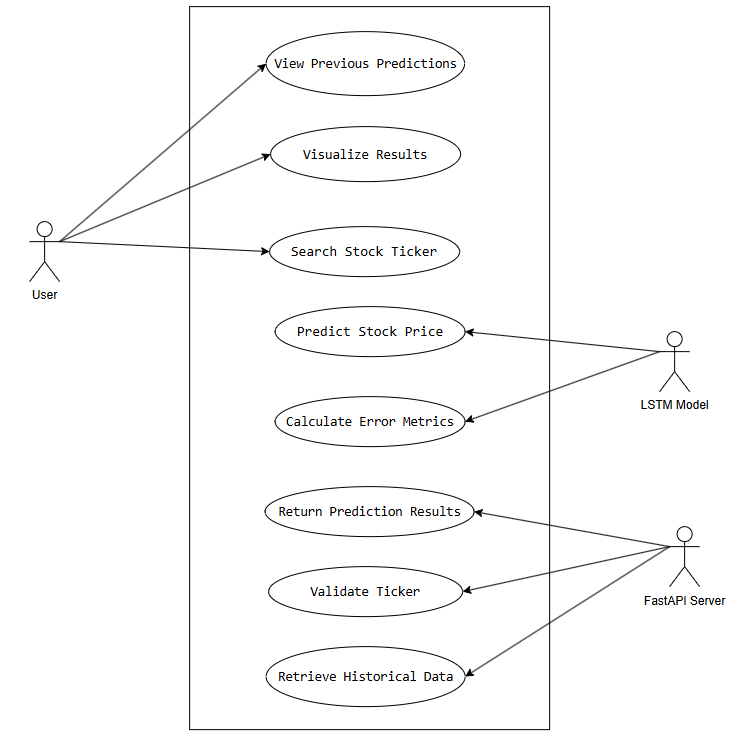 View Previous Predictions
Visualize Results
Search Stock Ticker
User
Predict Stock Price
LSTM Model
Calculate Error Metrics
Return Prediction Results
Validate Ticker
FastAPI Server
Retrieve Historical Data